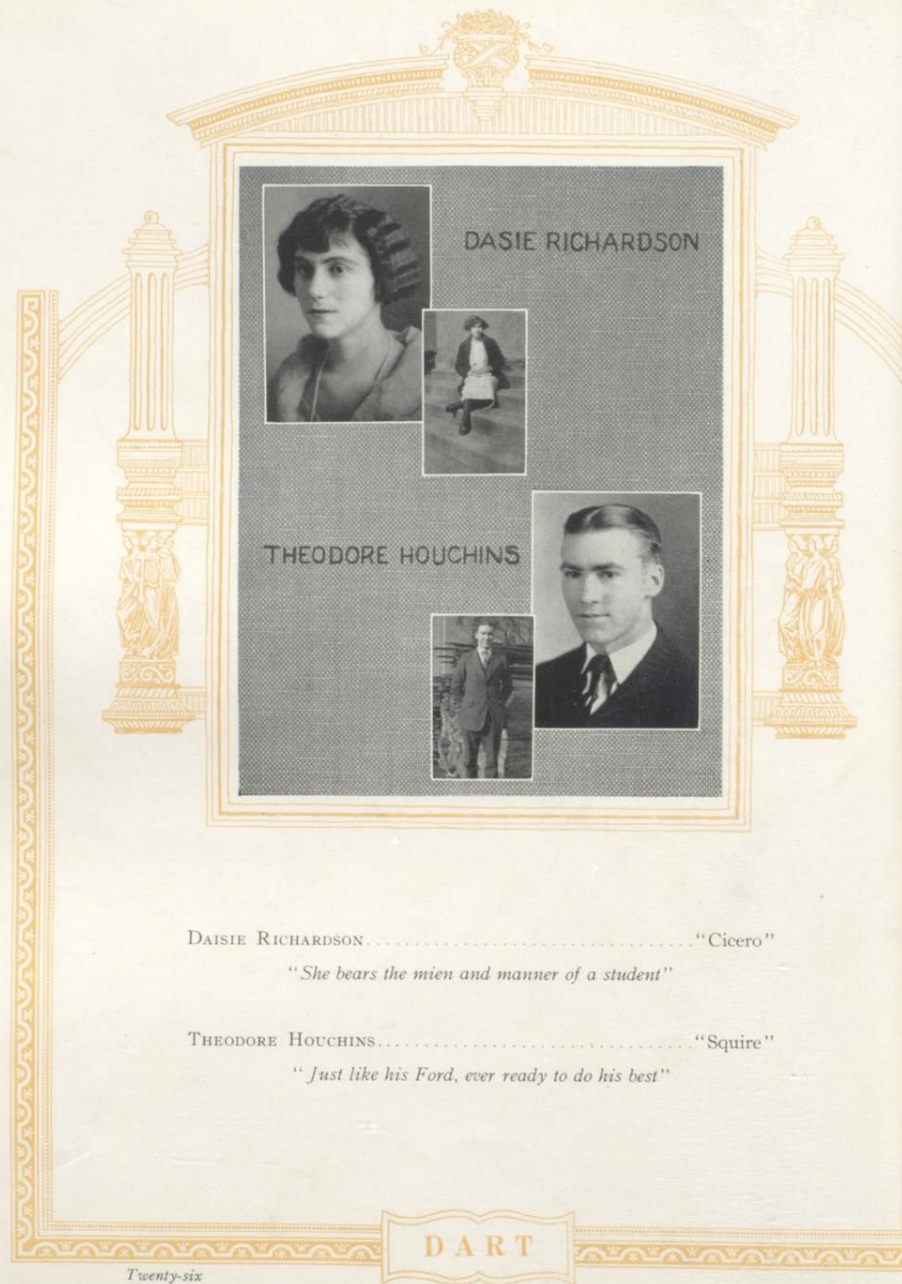 DASIE RICHARDSON
THEODORE HOUCHINS
DAISIE RICHARDSON.................................."Cicero"
"She bears the mien and manner of a student"
THEODORE HOUCHINS................................."Squire"
"Just like his Ford, ever ready to do his best"
DART
Twenty-six